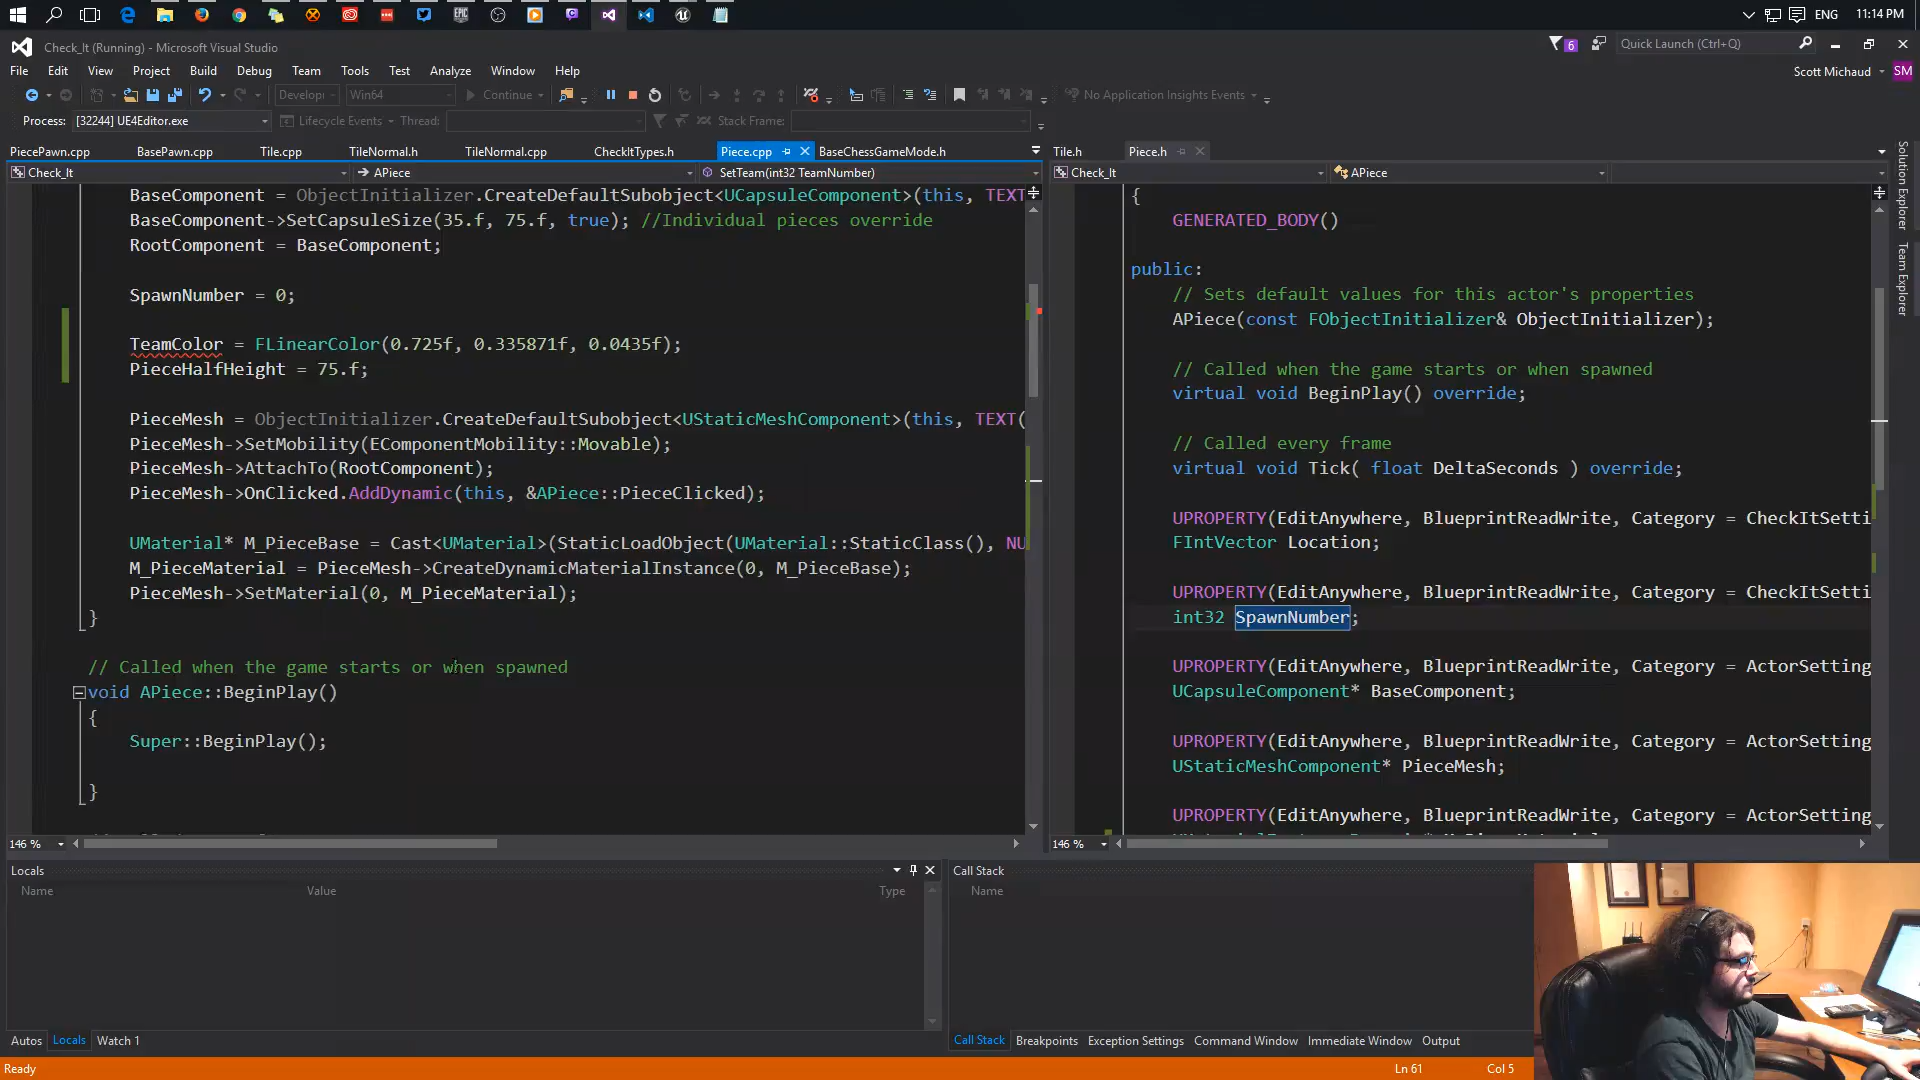 ENG
11:14 PM
Check_It (Running) - Microsoft Visual Studio
6
Quick Launch (Ctrl+Q)
File Edit View Project Build Debug Team Tools Test Analyze Window Help
Scott Michaud
SM
Develop
Win64
Continue
No Application Insights Events
Process: [32244] UE4Editor.exe
Lifecycle Events
Thread:
Stack Frame:
PiecePawn.cpp BasePawn.cpp Tile.cpp TileNormal.h TileNormal.cpp CheckItTypes.h Piece.cpp BaseChessGameMode.h
Check_It
APiece
SetTeam(int32 TeamNumber)
BaseComponent = ObjectInitializer.CreateDefaultSubobject<UCapsuleComponent>(this, TEXT
BaseComponent->SetCapsuleSize(35.f, 75.f, true); //Individual pieces override
RootComponent = BaseComponent;
SpawnNumber = 0;
TeamColor = FLinearColor(0.725f, 0.335871f, 0.0435f);
PieceHalfHeight = 75.f;
PieceMesh = ObjectInitializer.CreateDefaultSubobject<UStaticMeshComponent>(this, TEXT(
PieceMesh->SetMobility(EComponentMobility::Movable);
PieceMesh->AttachTo(RootComponent);
PieceMesh->OnClicked.AddDynamic(this, &APiece::PieceClicked);
UMaterial* M_PieceBase = Cast<UMaterial>(StaticLoadObject(UMaterial::StaticClass(), NU
M_PieceMaterial = PieceMesh->CreateDynamicMaterialInstance(0, M_PieceBase);
PieceMesh->SetMaterial(0, M_PieceMaterial);
}
// Called when the game starts or when spawned
void APiece::BeginPlay()
{
Super::BeginPlay();
}
146 %
Tile.h Piece.h
Check_It
APiece
{
GENERATED_BODY()
public:
// Sets default values for this actor's properties
APiece(const FObjectInitializer& ObjectInitializer);
// Called when the game starts or when spawned
virtual void BeginPlay() override;
// Called every frame
virtual void Tick( float DeltaSeconds ) override;
UPROPERTY(EditAnywhere, BlueprintReadWrite, Category = CheckItSetti
FIntVector Location;
UPROPERTY(EditAnywhere, BlueprintReadWrite, Category = CheckItSetti
int32 SpawnNumber;
UPROPERTY(EditAnywhere, BlueprintReadWrite, Category = ActorSetting
UCapsuleComponent* BaseComponent;
UPROPERTY(EditAnywhere, BlueprintReadWrite, Category = ActorSetting
UStaticMeshComponent* PieceMesh;
UPROPERTY(EditAnywhere, BlueprintReadWrite, Category = ActorSetting
146 %
Solution Explorer
Team Explorer
Locals
Name Value Type
Autos Locals Watch 1
Call Stack
Name
Call Stack Breakpoints Exception Settings Command Window Immediate Window Output
Ready
Ln 61
Col 5